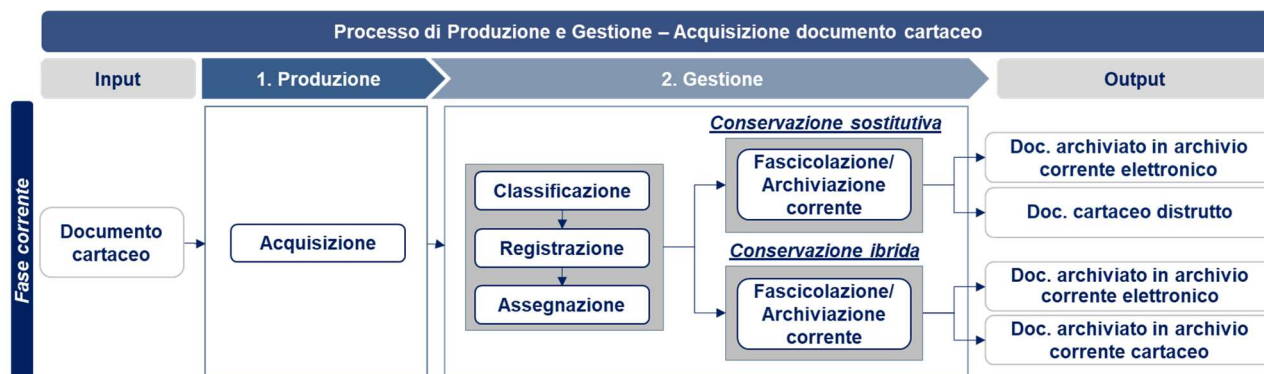 Processo di Produzione e Gestione – Acquisizione documento cartaceo
Input
1. Produzione
2. Gestione
Output
Fase corrente
Documento
cartaceo
Acquisizione
Classificazione
Registrazione
Assegnazione
Conservazione sostitutiva
Fascicolazione/
Archiviazione
corrente
Conservazione ibrida
Fascicolazione/
Archiviazione
corrente
Doc. archiviato in archivio
corrente elettronico
Doc. cartaceo distrutto
Doc. archiviato in archivio
corrente elettronico
Doc. archiviato in archivio
corrente cartaceo